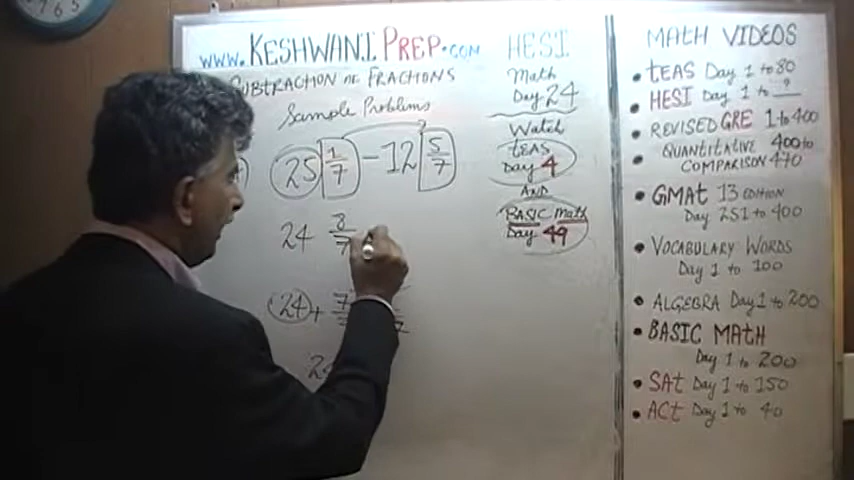 www.KESHWANI PREP.com
SUBTRACTION OF FRACTIONS
Sample Problems
25 1/7 - 12 5/7
24 8/7
24 + 7
HESI
Math
Day 24
Watch
TEAS
Day 4
AND
BASIC Math
Day 49
MATH VIDEOS
TEAS Day 1 to 80
HESI Day 1 to ?
REVISED GRE 1 to 400
QUANTITATIVE 400 to
COMPARISON 470
GMAT 13 EDITION
Day 251 to 400
VOCABULARY WORDS
Day 1 to 100
ALGEBRA Day 1 to 200
BASIC MATH
Day 1 to 200
SAT Day 1 to 150
ACT Day 1 to 40